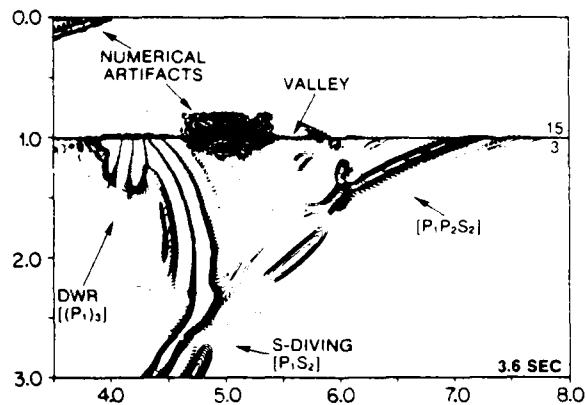 0.0
NUMERICAL
ARTIFACTS
VALLEY
15
1.0
3
[P₁P₂S₂]
2.0
DWR
[(P₁)₃]
S-DIVING
[P₁S₂]
3.6 SEC
3.0
4.0 5.0 6.0 7.0 8.0